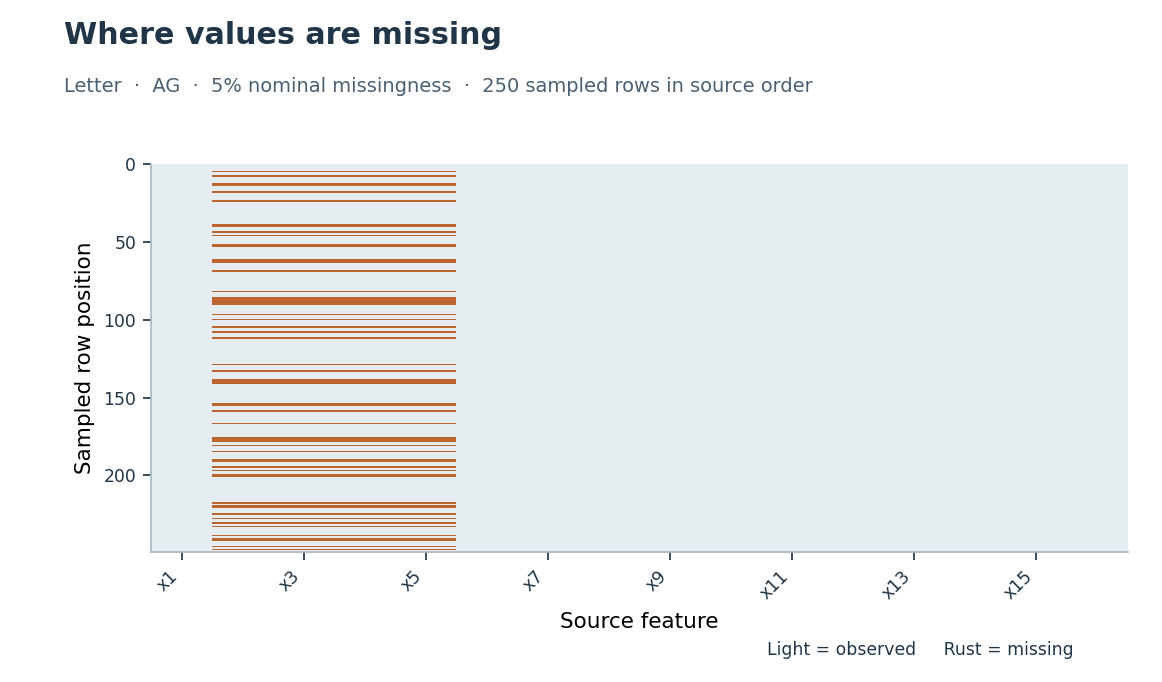 Where values are missing
Letter · AG · 5% nominal missingness · 250 sampled rows in source order
0
50
100
150
200
Sampled row position
x1 x3 x5 x7 x9 x11 x13 x15
Source feature
Light = observed Rust = missing